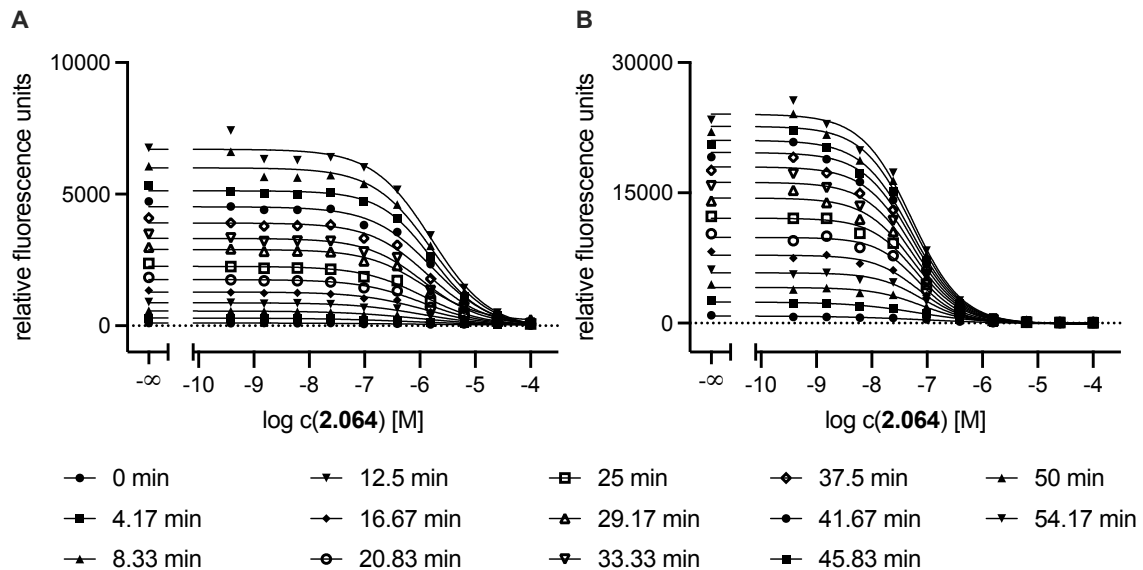 A
B
10000
5000
0
relative fluorescence units
-∞
-10
-9
-8
-7
-6
-5
-4
log c(2.064) [M]
30000
15000
0
relative fluorescence units
-∞
-10
-9
-8
-7
-6
-5
-4
log c(2.064) [M]
0 min
12.5 min
25 min
37.5 min
50 min
4.17 min
16.67 min
29.17 min
41.67 min
54.17 min
8.33 min
20.83 min
33.33 min
45.83 min